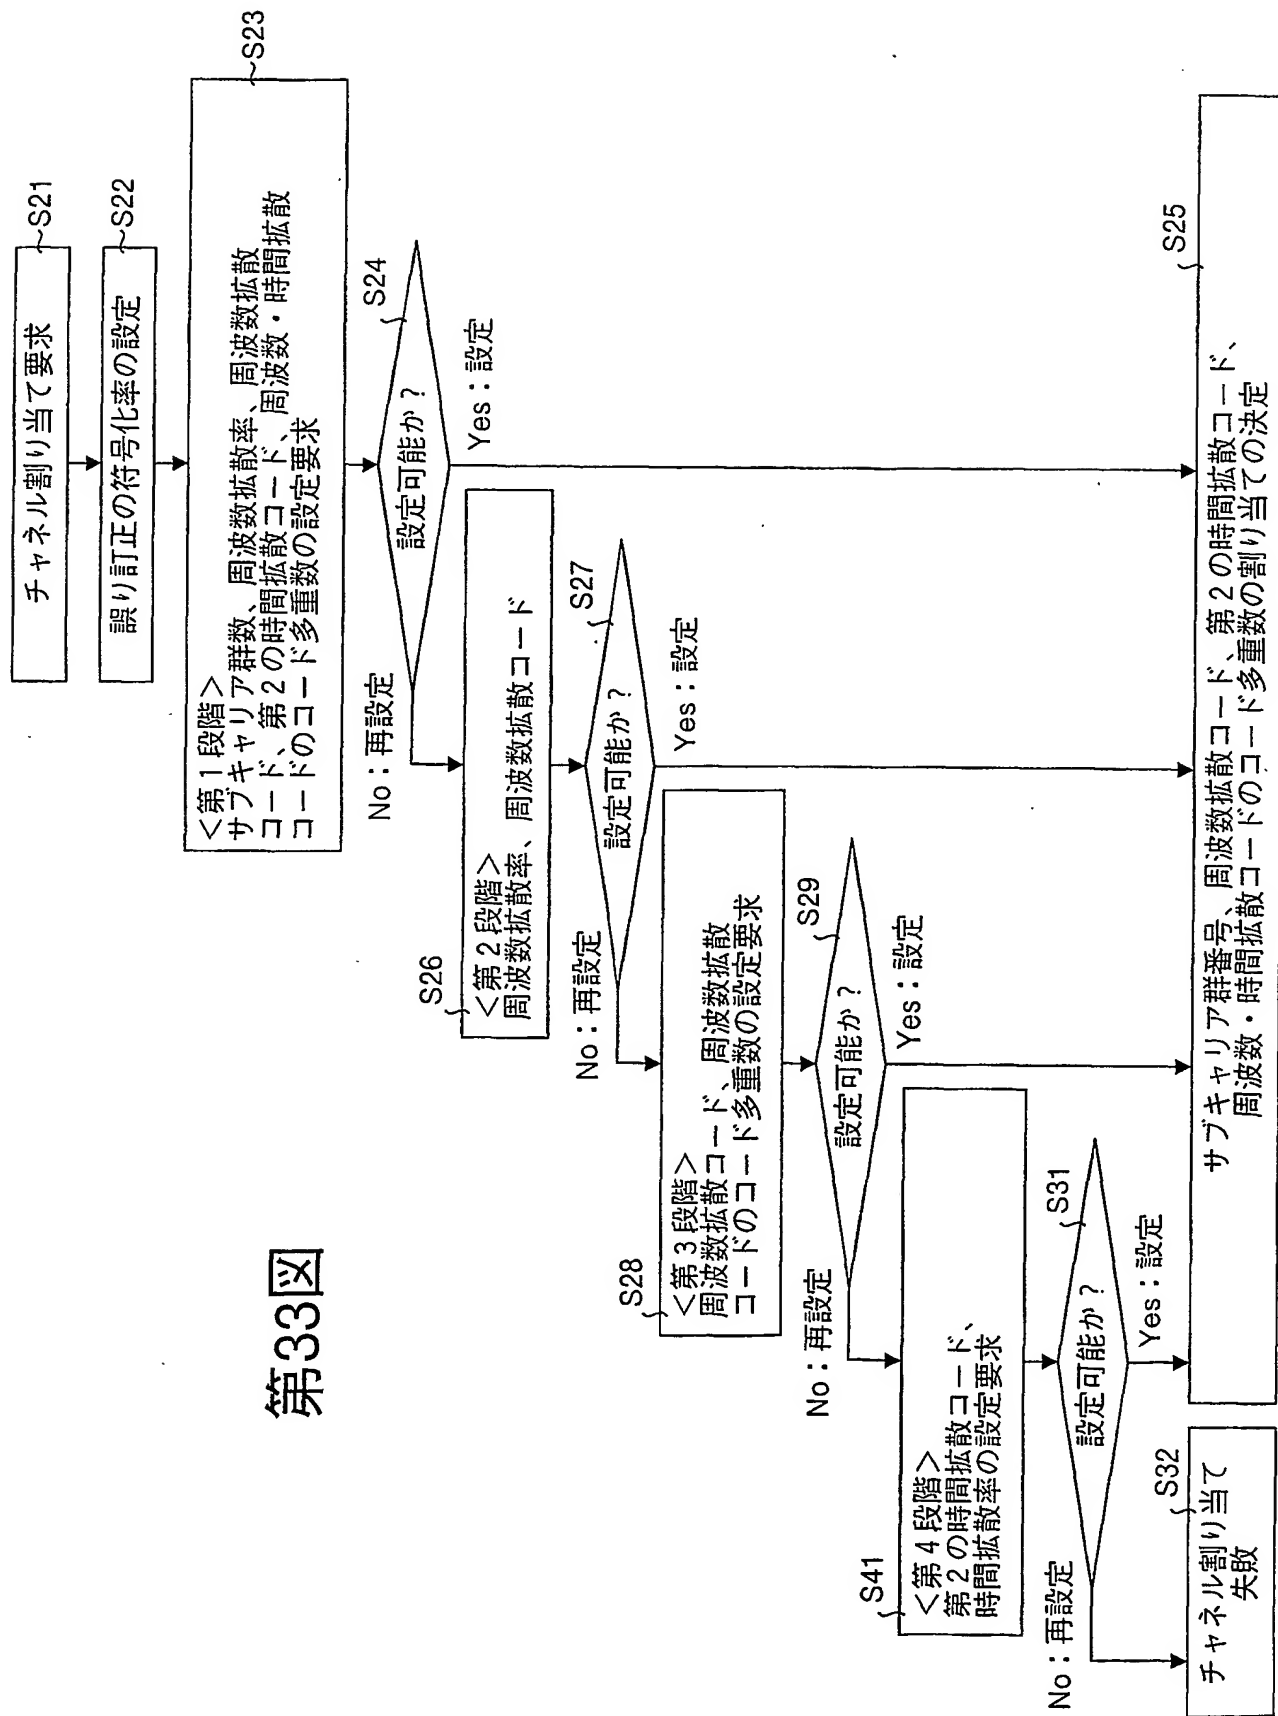 第33図
チャネル割り当て要求
S21
誤り訂正の符号化率の設定
S22
<第1段階>
サブキャリア群数、周波数拡散率、周波数拡散
コード、第2の時間拡散コード、周波数・時間拡散
コードのコード多重数の設定要求
S23
設定可能か?
S24
No:再設定
Yes:設定
S26
<第2段階>
周波数拡散率、周波数拡散コード
設定可能か?
S27
No:再設定
Yes:設定
S28
<第3段階>
周波数拡散コード、周波数拡散
コードのコード多重数の設定要求
設定可能か?
S29
No:再設定
Yes:設定
S41
<第4段階>
第2の時間拡散コード、
時間拡散率の設定要求
設定可能か?
S31
No:再設定
Yes:設定
S32
チャネル割り当て
失敗
S25
サブキャリア群番号、周波数拡散コード、第2の時間拡散コード、
周波数・時間拡散コードのコード多重数の割り当ての決定